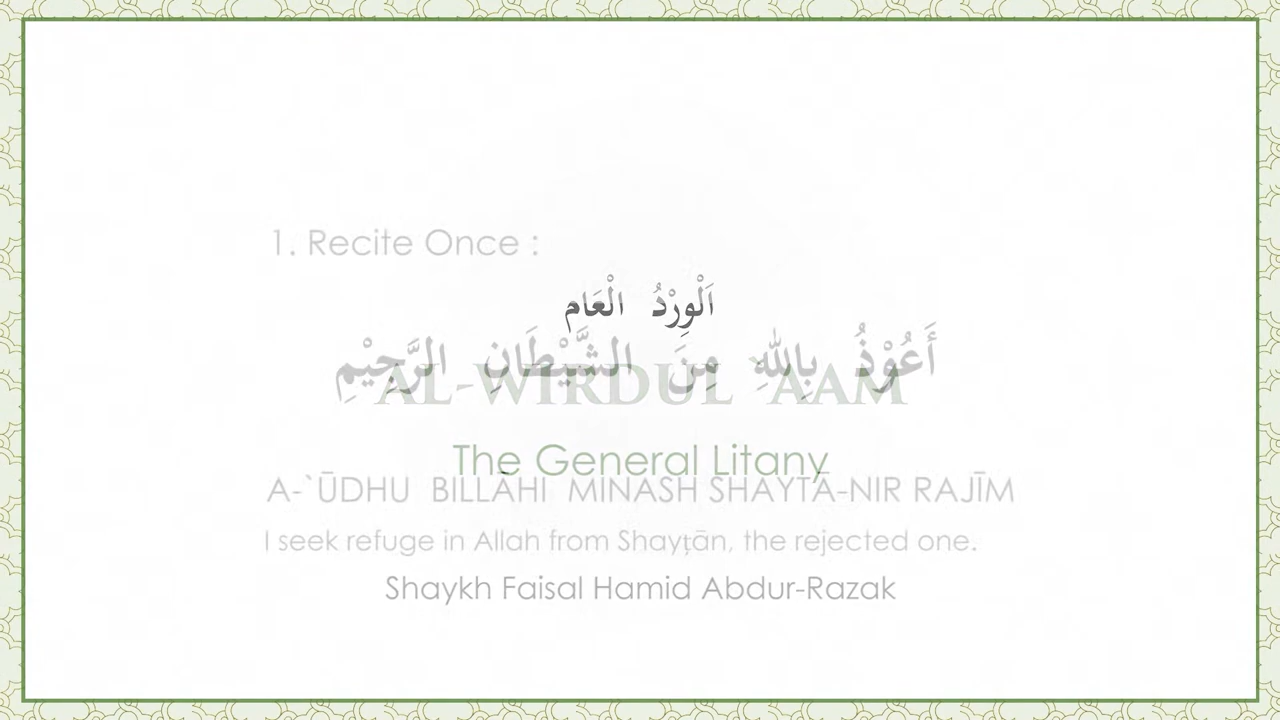 1. Recite Once :
اَلْوِرْدُ الْعَام
أَعُوْذُ بِاللهِ مِنَ الشَّيْطَانِ الرَّجِيْمِ
AL-WIRDUL `AAM
The General Litany
A-`ŪDHU BILLĀHI MINASH SHAYṬĀ-NIR RAJĪM
I seek refuge in Allah from Shayṭān, the rejected one.
Shaykh Faisal Hamid Abdur-Razak